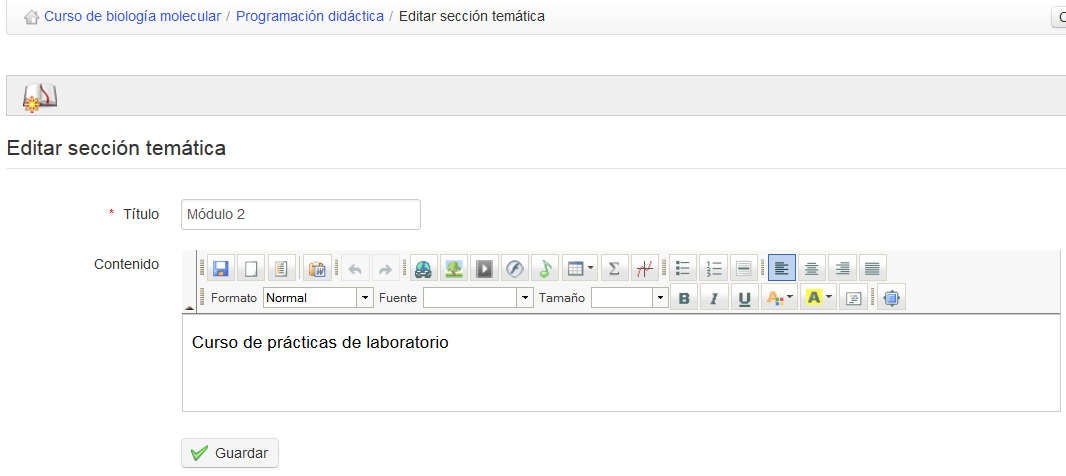 Curso de biología molecular / Programación didáctica / Editar sección temática
Editar sección temática
* Título Módulo 2
Contenido
Formato Normal Fuente Tamaño B I U A A
Curso de prácticas de laboratorio
Guardar